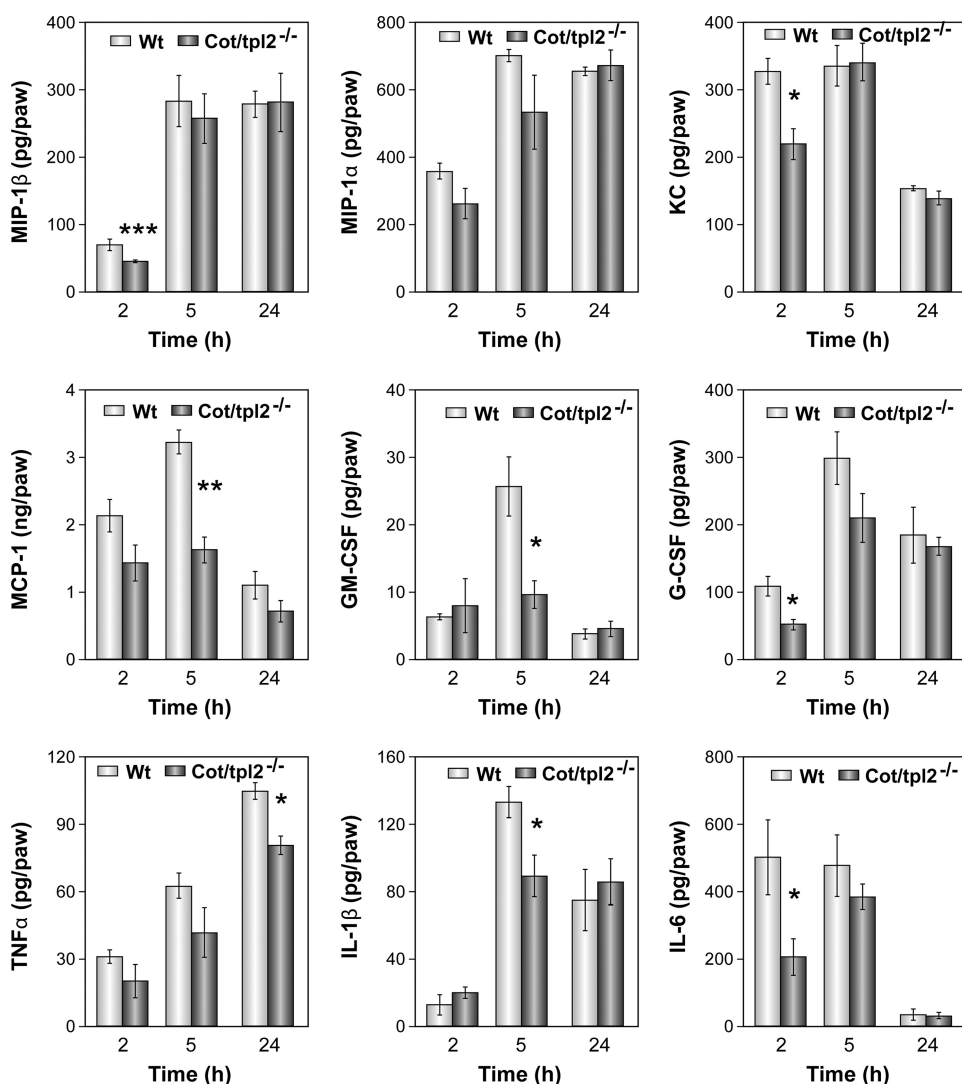 MIP-1β (pg/paw)
400
300
200
100
0
Wt Cot/tpl2-/-
***
2 5 24
Time (h)
MIP-1α (pg/paw)
800
600
400
200
0
Wt Cot/tpl2-/-
2 5 24
Time (h)
KC (pg/paw)
400
300
200
100
0
Wt Cot/tpl2-/-
*
2 5 24
Time (h)
MCP-1 (ng/paw)
4
3
2
1
0
Wt Cot/tpl2-/-
**
2 5 24
Time (h)
GM-CSF (pg/paw)
40
30
20
10
0
Wt Cot/tpl2-/-
*
2 5 24
Time (h)
G-CSF (pg/paw)
400
300
200
100
0
Wt Cot/tpl2-/-
*
2 5 24
Time (h)
TNFα (pg/paw)
120
90
60
30
0
Wt Cot/tpl2-/-
*
2 5 24
Time (h)
IL-1β (pg/paw)
160
120
80
40
0
Wt Cot/tpl2-/-
*
2 5 24
Time (h)
IL-6 (pg/paw)
800
600
400
200
0
Wt Cot/tpl2-/-
*
2 5 24
Time (h)